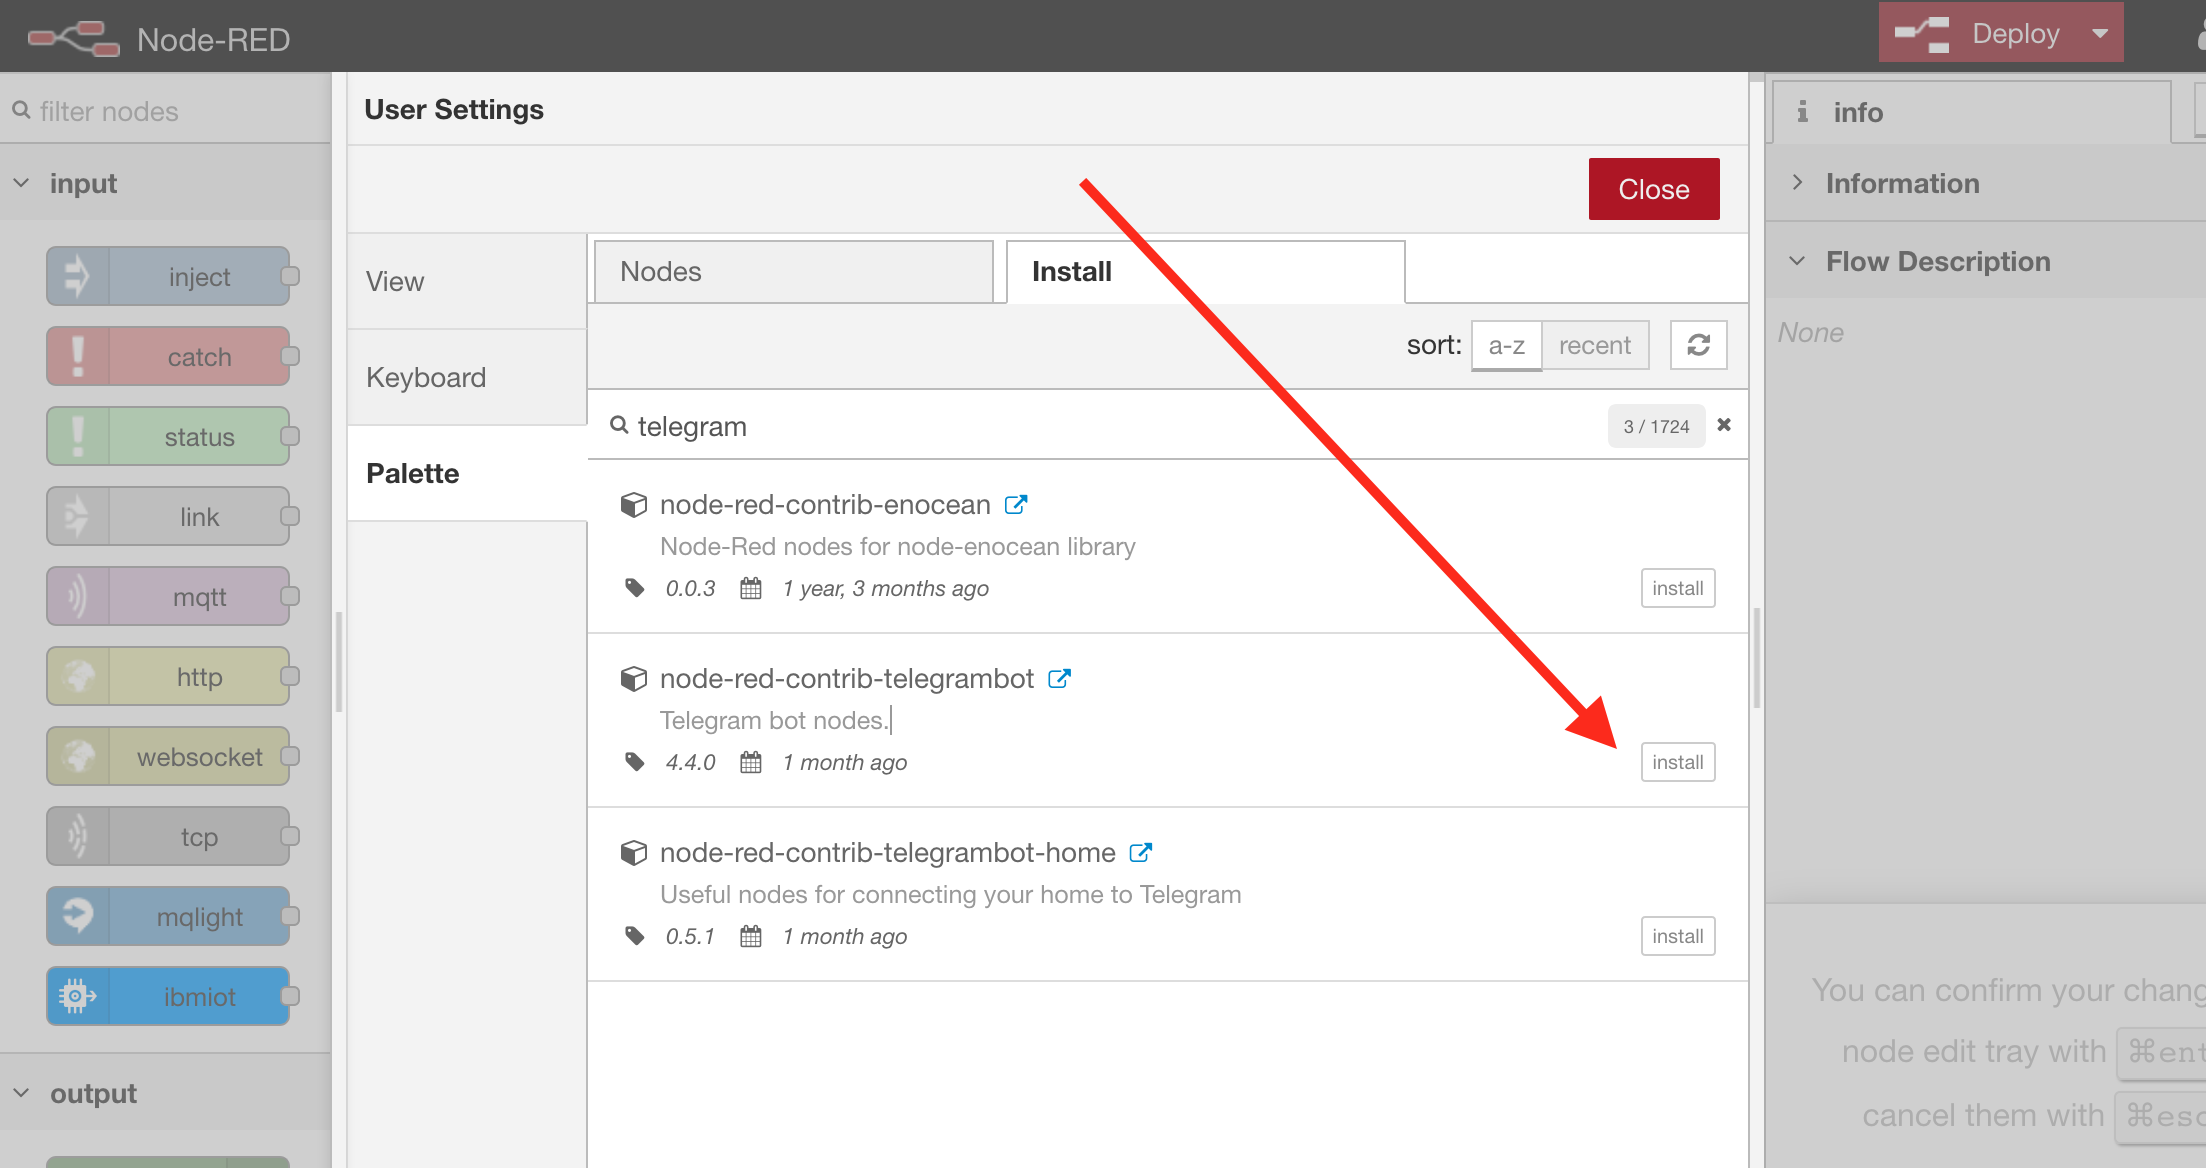 Node-RED
Deploy
filter nodes
input
inject
catch
status
link
mqtt
http
websocket
tcp
mqlight
ibmiot
output
User Settings
Close
View
Keyboard
Palette
Nodes
Install
sort: a-z recent
telegram
3 / 1724
node-red-contrib-enocean
Node-Red nodes for node-enocean library
0.0.3 1 year, 3 months ago
install
node-red-contrib-telegrambot
Telegram bot nodes.
4.4.0 1 month ago
install
node-red-contrib-telegrambot-home
Useful nodes for connecting your home to Telegram
0.5.1 1 month ago
install
info
Information
Flow Description
None
You can confirm your chang
node edit tray with ⌘ent
cancel them with ⌘esc